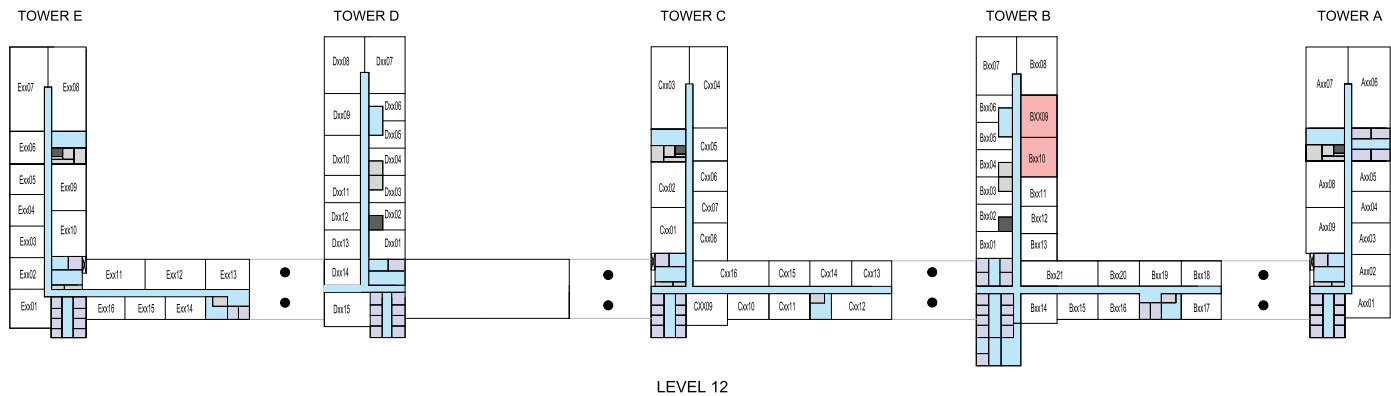 TOWER E
TOWER D
TOWER C
TOWER B
TOWER A
Exx07
Exx08
Exx06
Exx05
Exx09
Exx04
Exx03
Exx10
Exx02
Exx11
Exx12
Exx13
Exx01
Exx16
Exx15
Exx14
Dxx08
Dxx07
Dxx09
Dxx06
Dxx05
Dxx10
Dxx04
Dxx11
Dxx03
Dxx12
Dxx02
Dxx13
Dxx01
Dxx14
Dxx15
Cxx03
Cxx04
Cxx05
Cxx02
Cxx06
Cxx07
Cxx01
Cxx08
Cxx16
Cxx15
Cxx14
Cxx13
CXX09
Cxx10
Cxx11
Cxx12
Bxx07
Bxx08
Bxx06
BXX09
Bxx05
Bxx10
Bxx04
Bxx03
Bxx11
Bxx02
Bxx12
Bxx01
Bxx13
Bxx21
Bxx20
Bxx19
Bxx18
Bxx14
Bxx15
Bxx16
Bxx17
Axx07
Axx06
Axx08
Axx05
Axx04
Axx09
Axx03
Axx02
Axx01
LEVEL 12